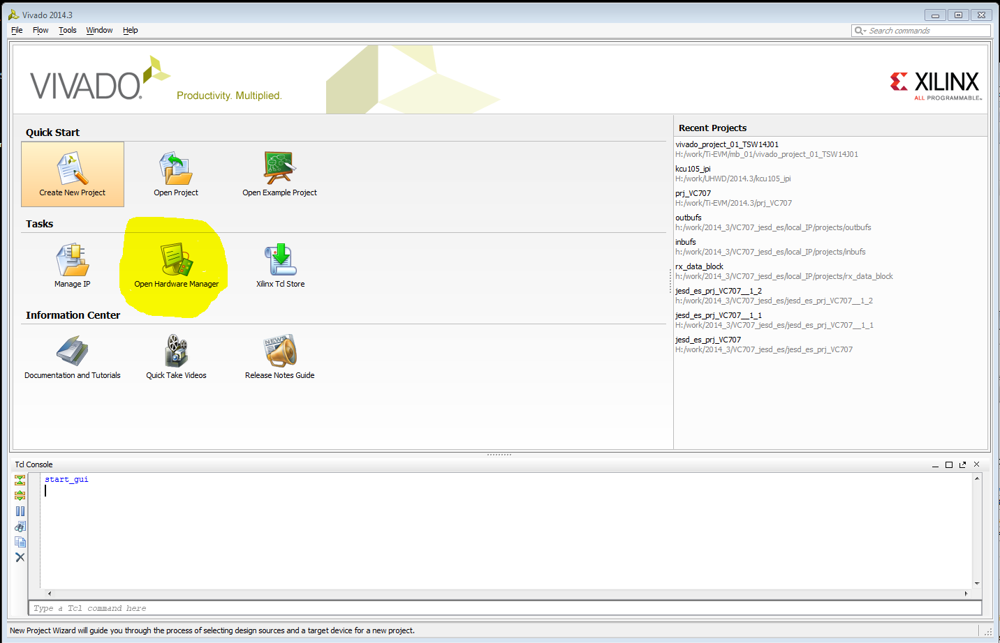 Vivado 2014.3
File Flow Tools Window Help
Search commands
VIVADO.
Productivity. Multiplied.
XILINX
ALL PROGRAMMABLE™
Quick Start
Create New Project
Open Project
Open Example Project
Tasks
Manage IP
Open Hardware Manager
Xilinx Tcl Store
Information Center
Documentation and Tutorials
Quick Take Videos
NEWS
Release Notes Guide
Recent Projects
vivado_project_01_TSW14J01
H:/work/Ti-EVM/mb_01/vivado_project_01_TSW14J01
kcu105_ipi
H:/work/UHWD/2014.3/kcu105_ipi
prj_VC707
H:/work/Ti-EVM/2014.3/prj_VC707
outbufs
h:/work/2014_3/VC707_jesd_es/local_IP/projects/outbufs
inbufs
h:/work/2014_3/VC707_jesd_es/local_IP/projects/inbufs
rx_data_block
h:/work/2014_3/VC707_jesd_es/local_IP/projects/rx_data_block
jesd_es_prj_VC707__1_2
h:/work/2014_3/VC707_jesd_es/jesd_es_prj_VC707__1_2
jesd_es_prj_VC707__1_1
H:/work/2014_3/VC707_jesd_es/jesd_es_prj_VC707__1_1
jesd_es_prj_VC707
H:/work/2014_3/VC707_jesd_es/jesd_es_prj_VC707
Tcl Console
start_gui
Type a Tcl command here
New Project Wizard will guide you through the process of selecting design sources and a target device for a new project.